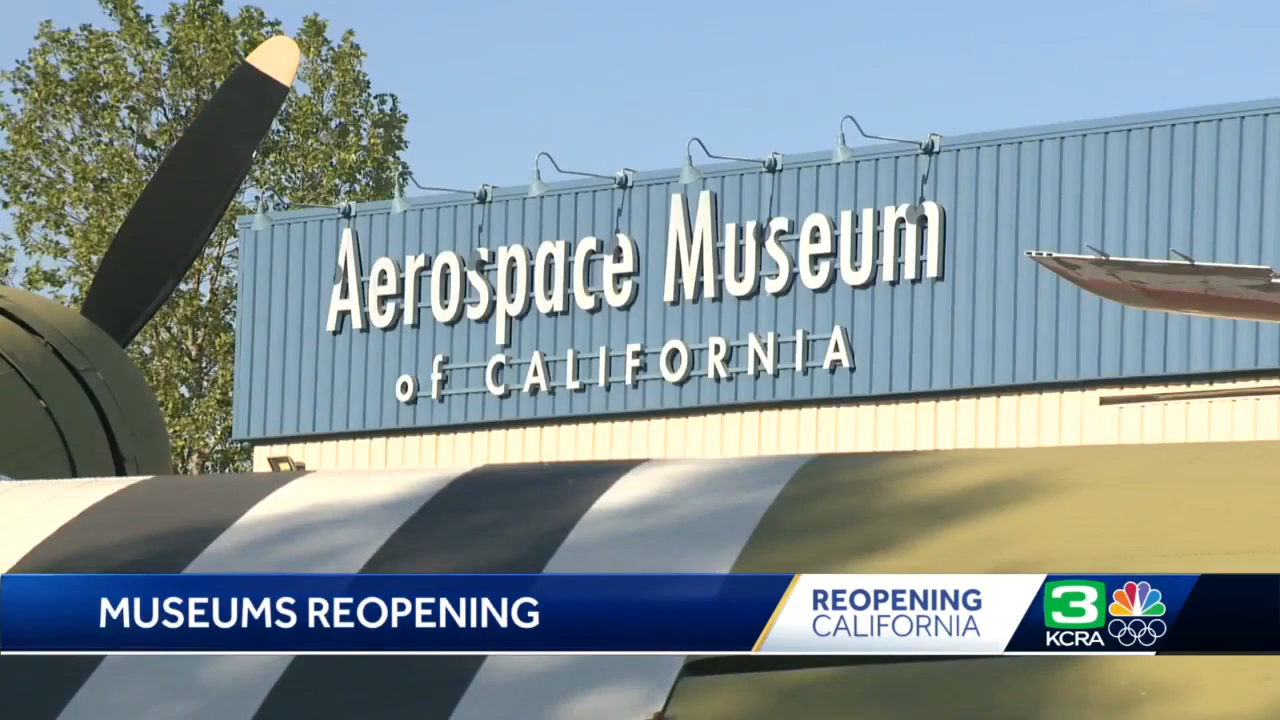 Aerospace Museum
of CALIFORNIA
MUSEUMS REOPENING
REOPENING
CALIFORNIA
3
KCRA